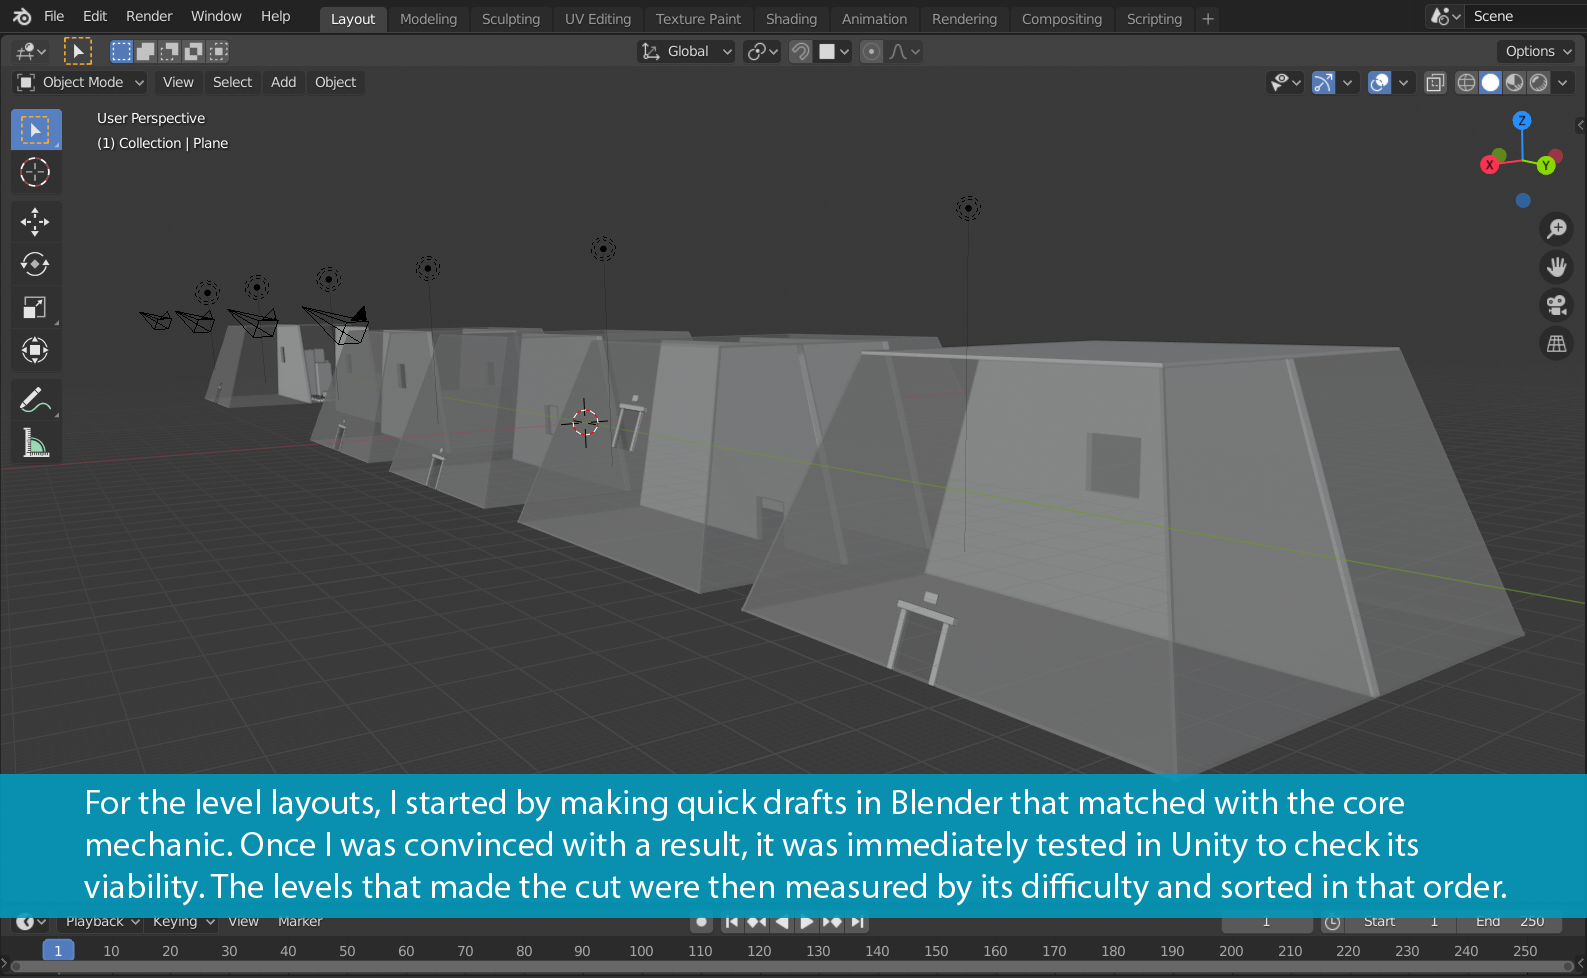 File Edit Render Window Help Layout Modeling Sculpting UV Editing Texture Paint Shading Animation Rendering Compositing Scripting + Scene
Global Options
Object Mode View Select Add Object
User Perspective
(1) Collection | Plane
Z
X Y
For the level layouts, I started by making quick drafts in Blender that matched with the core
mechanic. Once I was convinced with a result, it was immediately tested in Unity to check its
viability. The levels that made the cut were then measured by its difficulty and sorted in that order.
Playback Keying View Marker 1 Start 1 End 250
1 10 20 30 40 50 60 70 80 90 100 110 120 130 140 150 160 170 180 190 200 210 220 230 240 250